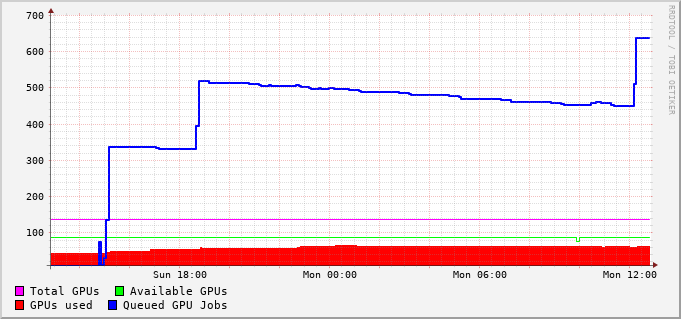 700
600
500
400
300
200
100
Sun 18:00 Mon 00:00 Mon 06:00 Mon 12:00
Total GPUs Available GPUs
GPUs used Queued GPU Jobs
RRDTOOL / TOBI OETIKER